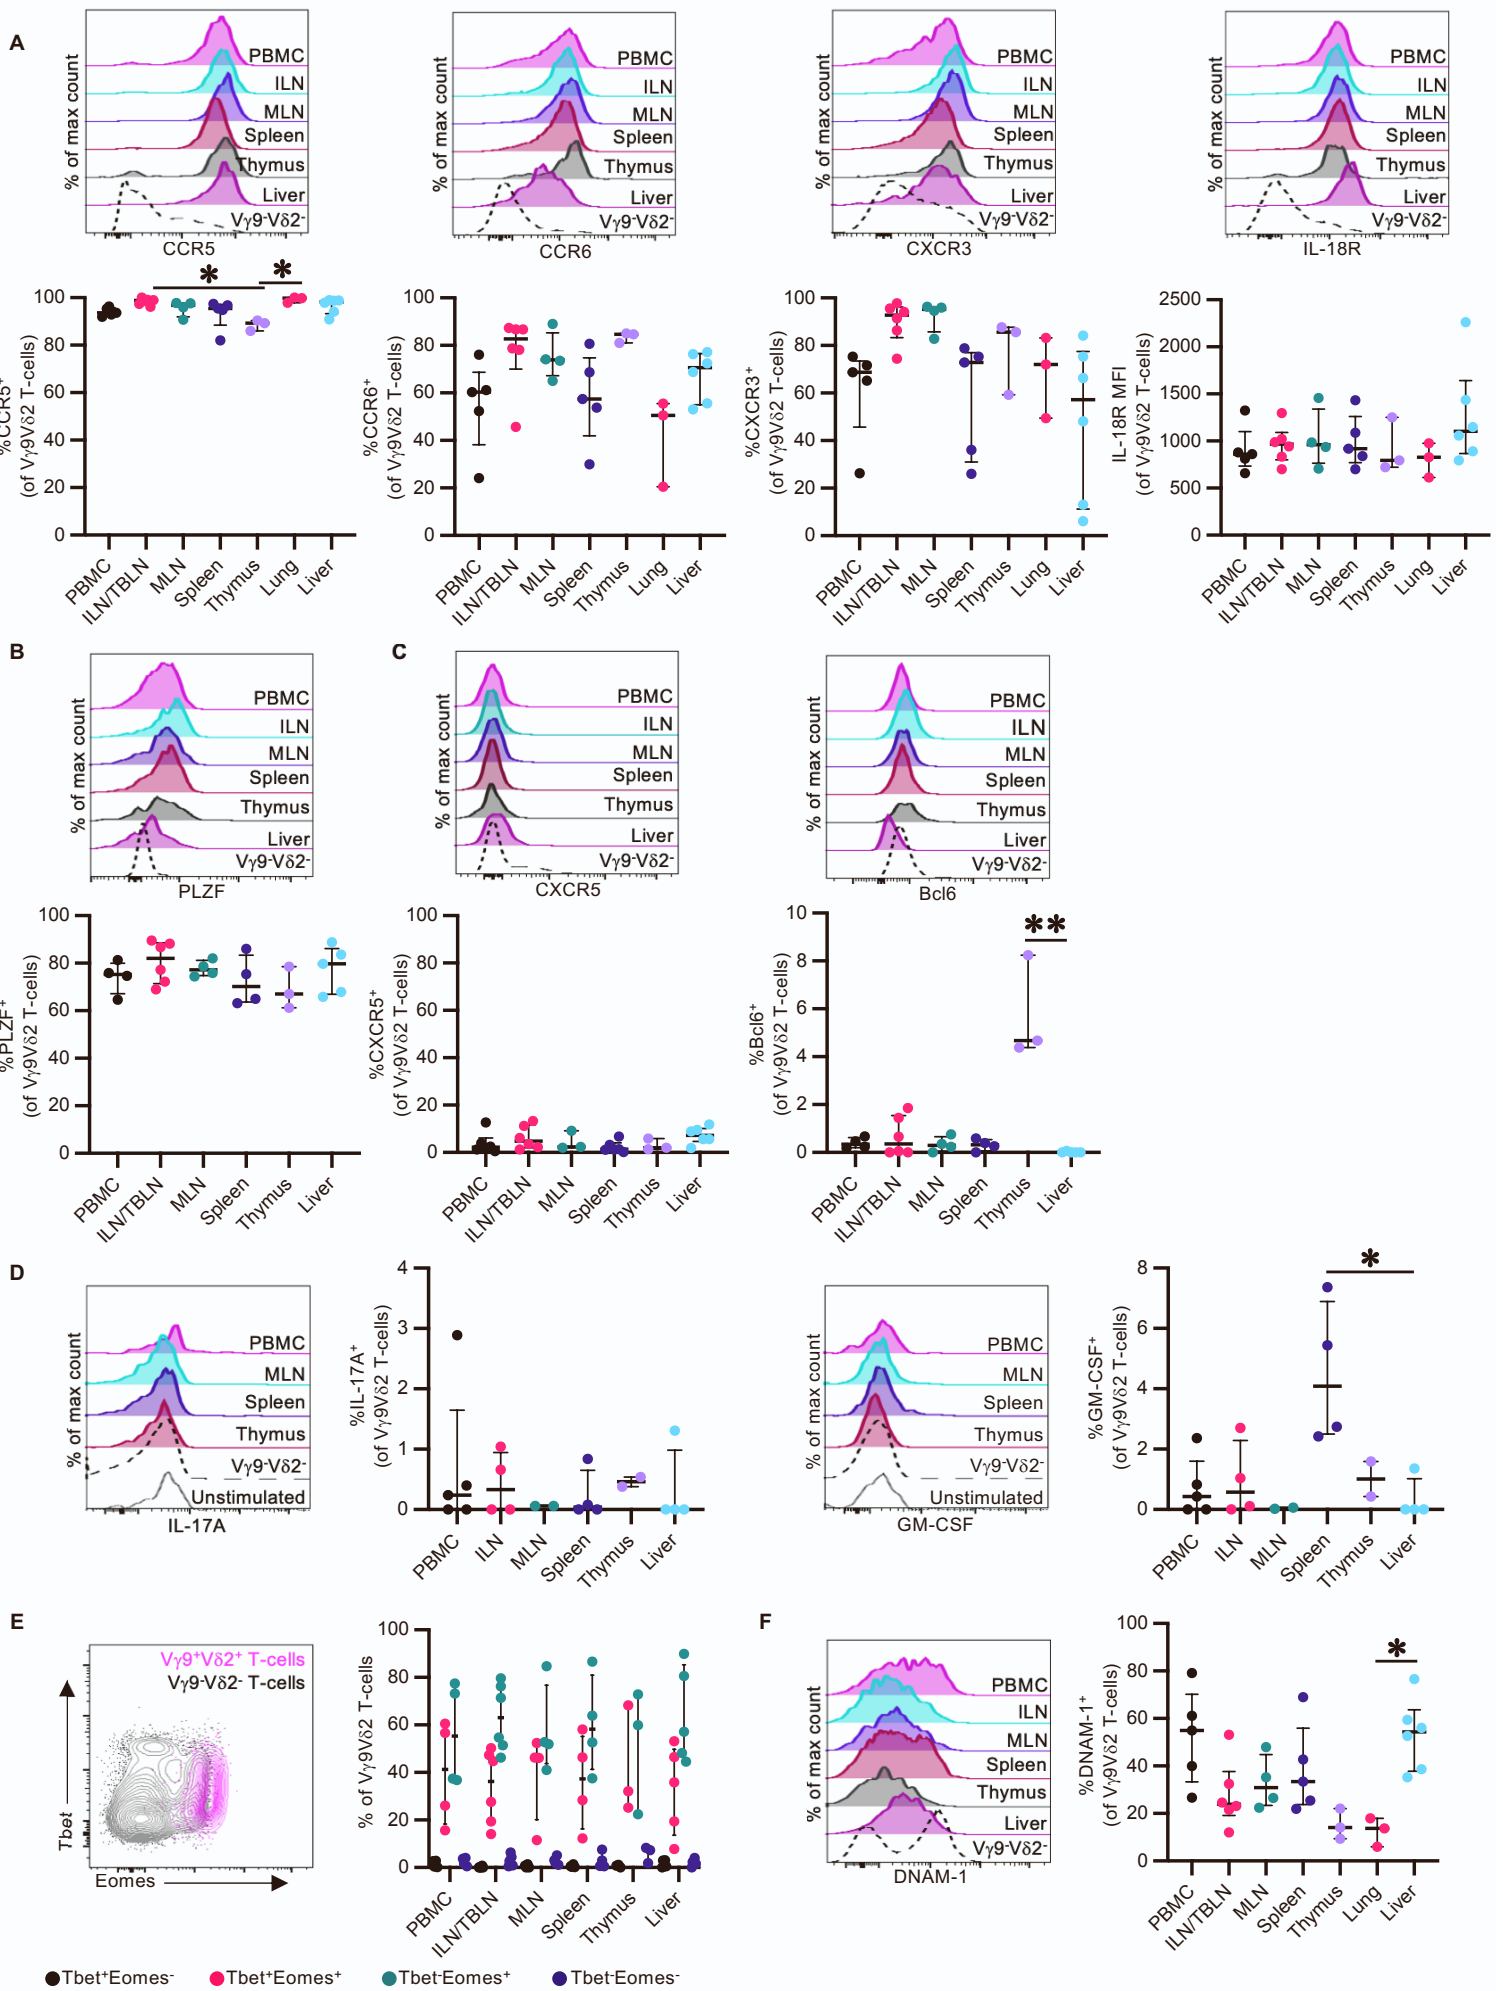 A
% of max count
PBMC
ILN
MLN
Spleen
Thymus
Liver
Vγ9⁻Vδ2⁻
CCR5
% of max count
PBMC
ILN
MLN
Spleen
Thymus
Liver
Vγ9⁻Vδ2⁻
CCR6
% of max count
PBMC
ILN
MLN
Spleen
Thymus
Liver
Vγ9⁻Vδ2⁻
CXCR3
% of max count
PBMC
ILN
MLN
Spleen
Thymus
Liver
Vγ9⁻Vδ2⁻
IL-18R
%CCR5⁺
(of Vγ9Vδ2 T-cells)
100
80
60
40
20
0
* *
PBMC
ILN/TBLN
MLN
Spleen
Thymus
Lung
Liver
%CCR6⁺
(of Vγ9Vδ2 T-cells)
100
80
60
40
20
0
PBMC
ILN/TBLN
MLN
Spleen
Thymus
Lung
Liver
%CXCR3⁺
(of Vγ9Vδ2 T-cells)
100
80
60
40
20
0
PBMC
ILN/TBLN
MLN
Spleen
Thymus
Lung
Liver
IL-18R MFI
(of Vγ9Vδ2 T-cells)
2500
2000
1500
1000
500
0
PBMC
ILN/TBLN
MLN
Spleen
Thymus
Lung
Liver
B
% of max count
PBMC
ILN
MLN
Spleen
Thymus
Liver
Vγ9⁻Vδ2⁻
PLZF
%PLZF⁺
(of Vγ9Vδ2 T-cells)
100
80
60
40
20
0
PBMC
ILN/TBLN
MLN
Spleen
Thymus
Liver
C
% of max count
PBMC
ILN
MLN
Spleen
Thymus
Liver
Vγ9⁻Vδ2⁻
CXCR5
% of max count
PBMC
ILN
MLN
Spleen
Thymus
Liver
Vγ9⁻Vδ2⁻
Bcl6
%CXCR5⁺
(of Vγ9Vδ2 T-cells)
100
80
60
40
20
0
PBMC
ILN/TBLN
MLN
Spleen
Thymus
Liver
%Bcl6⁺
(of Vγ9Vδ2 T-cells)
10
8
6
4
2
0
**
PBMC
ILN/TBLN
MLN
Spleen
Thymus
Liver
D
% of max count
PBMC
MLN
Spleen
Thymus
Vγ9⁻Vδ2⁻
Unstimulated
IL-17A
%IL-17A⁺
(of Vγ9Vδ2 T-cells)
4
3
2
1
0
PBMC
ILN
MLN
Spleen
Thymus
Liver
% of max count
PBMC
MLN
Spleen
Thymus
Vγ9⁻Vδ2⁻
Unstimulated
GM-CSF
%GM-CSF⁺
(of Vγ9Vδ2 T-cells)
8
6
4
2
0
*
PBMC
ILN
MLN
Spleen
Thymus
Liver
E
Vγ9⁺Vδ2⁺ T-cells
Vγ9⁻Vδ2⁻ T-cells
Tbet
Eomes
% of Vγ9Vδ2 T-cells
100
80
60
40
20
0
PBMC
ILN/TBLN
MLN
Spleen
Thymus
Liver
Tbet⁺Eomes⁻
Tbet⁺Eomes⁺
Tbet⁻Eomes⁺
Tbet⁻Eomes⁻
F
% of max count
PBMC
ILN
MLN
Spleen
Thymus
Liver
Vγ9⁻Vδ2⁻
DNAM-1
%DNAM-1⁺
(of Vγ9Vδ2 T-cells)
100
80
60
40
20
0
*
PBMC
ILN/TBLN
MLN
Spleen
Thymus
Lung
Liver